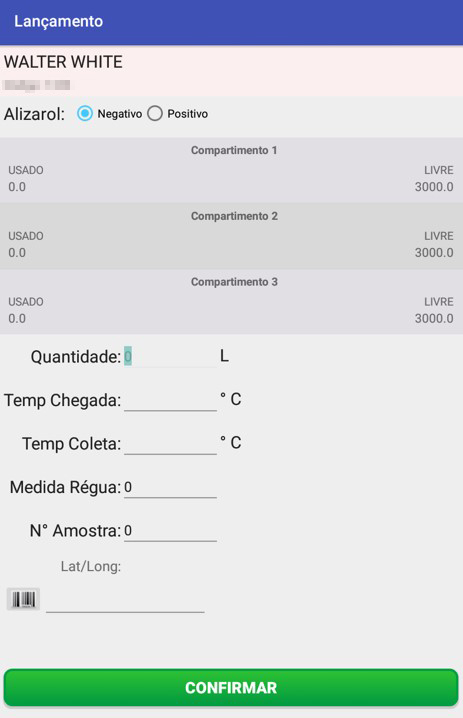 Lançamento
WALTER WHITE
Alizarol: Negativo Positivo
Compartimento 1
USADO LIVRE
0.0 3000.0
Compartimento 2
USADO LIVRE
0.0 3000.0
Compartimento 3
USADO LIVRE
0.0 3000.0
Quantidade: 0 L
Temp Chegada: ° C
Temp Coleta: ° C
Medida Régua: 0
N° Amostra: 0
Lat/Long:
CONFIRMAR